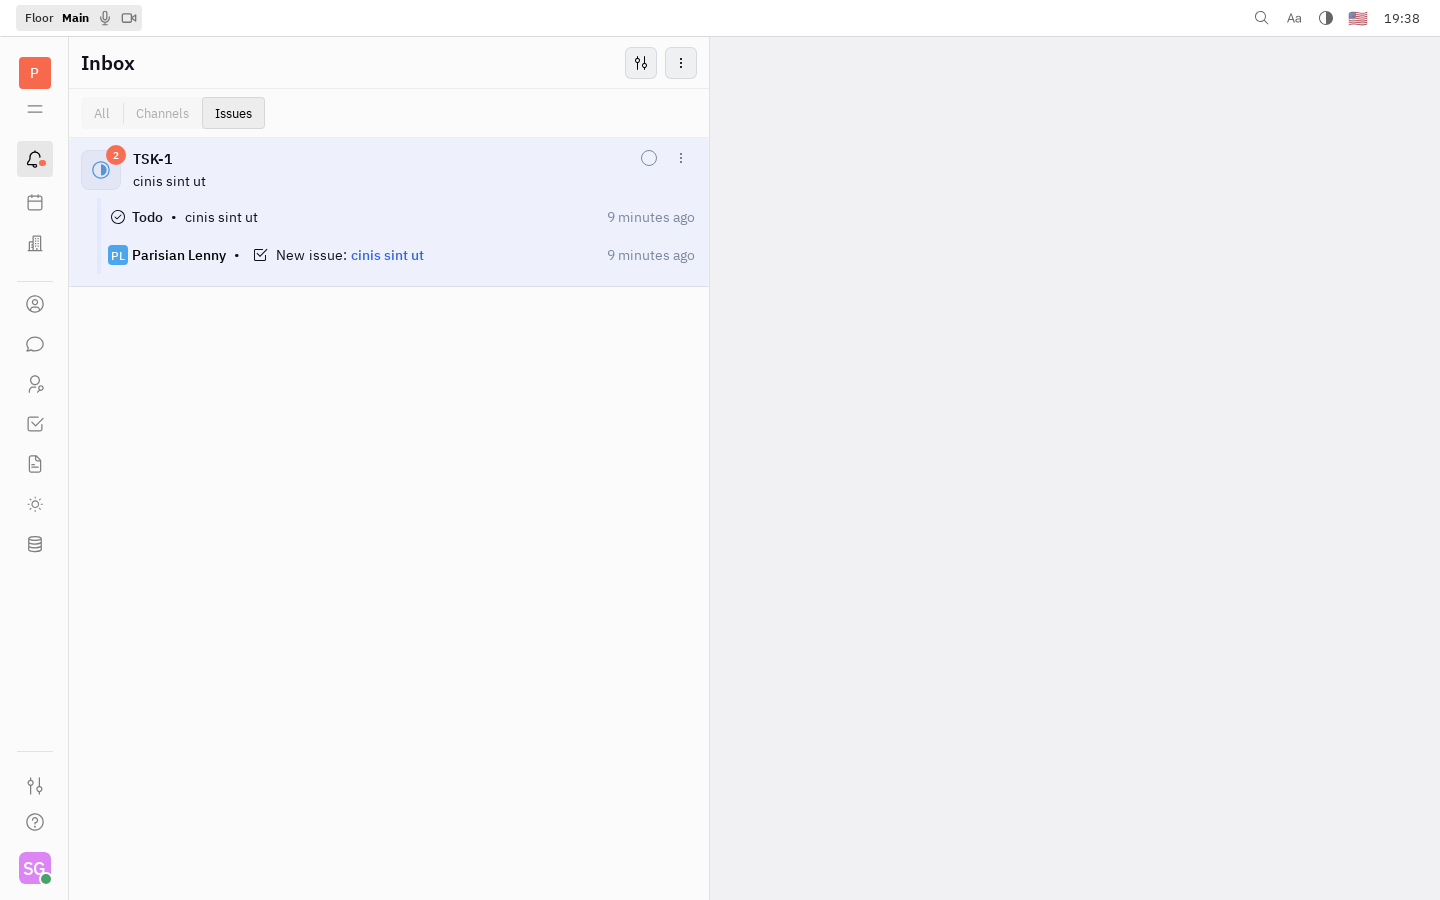 Floor Main
Aa
19:38
P
Inbox
All
Channels
Issues
2
TSK-1
cinis sint ut
Todo • cinis sint ut
9 minutes ago
PL Parisian Lenny • New issue: cinis sint ut
9 minutes ago
SG